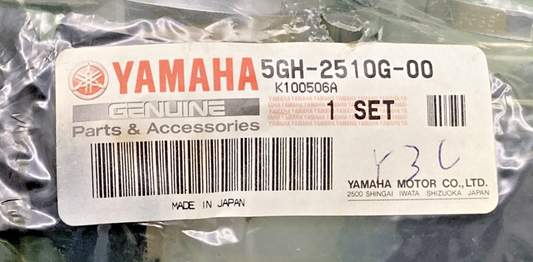 YAMAHA
5GH-2510G-00
K100506A
GENUINE
Parts & Accessories
1 SET
Y3L
YAMAHA MOTOR CO.,LTD.
2500 SHINGAI IWATA SHIZUOKA JAPAN
MADE IN JAPAN